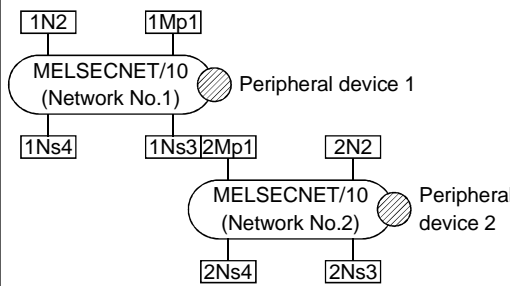 1N2 1Mp1
MELSECNET/10
(Network No.1)
Peripheral device 1
1Ns4 1Ns3 2Mp1 2N2
MELSECNET/10
(Network No.2)
Peripheral
device 2
2Ns4 2Ns3